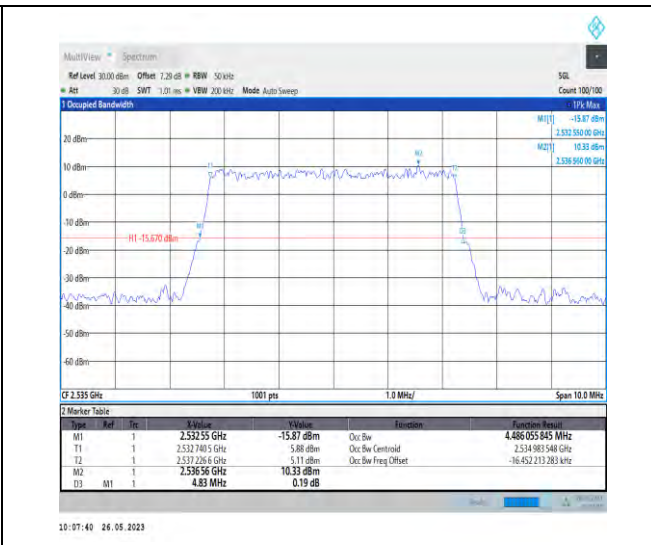 MultiView Spectrum
Ref Level 30.00 dBm Offset 7.29 dB RBW 50 kHz SGL
Att 30 dB SWT 1.01 ms VBW 200 kHz Mode Auto Sweep Count 100/100
1 Occupied Bandwidth 1Pk Max
M1[1] -15.87 dBm
2.532 550 00 GHz
M2[1] 10.33 dBm
2.536 560 00 GHz
20 dBm
M2
T1 T2
10 dBm
0 dBm
-10 dBm
M1
D3
H1 -15.670 dBm
-20 dBm
-30 dBm
-40 dBm
-50 dBm
-60 dBm
CF 2.535 GHz 1001 pts 1.0 MHz/ Span 10.0 MHz
2 Marker Table
Type Ref Trc X-Value Y-Value Function Function Result
M1 1 2.53255 GHz -15.87 dBm Occ Bw 4.486 055 845 MHz
T1 1 2.532 740 5 GHz 5.88 dBm Occ Bw Centroid 2.534 983 548 GHz
T2 1 2.537 226 6 GHz 5.11 dBm Occ Bw Freq Offset -16.452 213 283 kHz
M2 1 2.53656 GHz 10.33 dBm
D3 M1 1 4.83 MHz 0.19 dB
10:07:40 26.05.2023